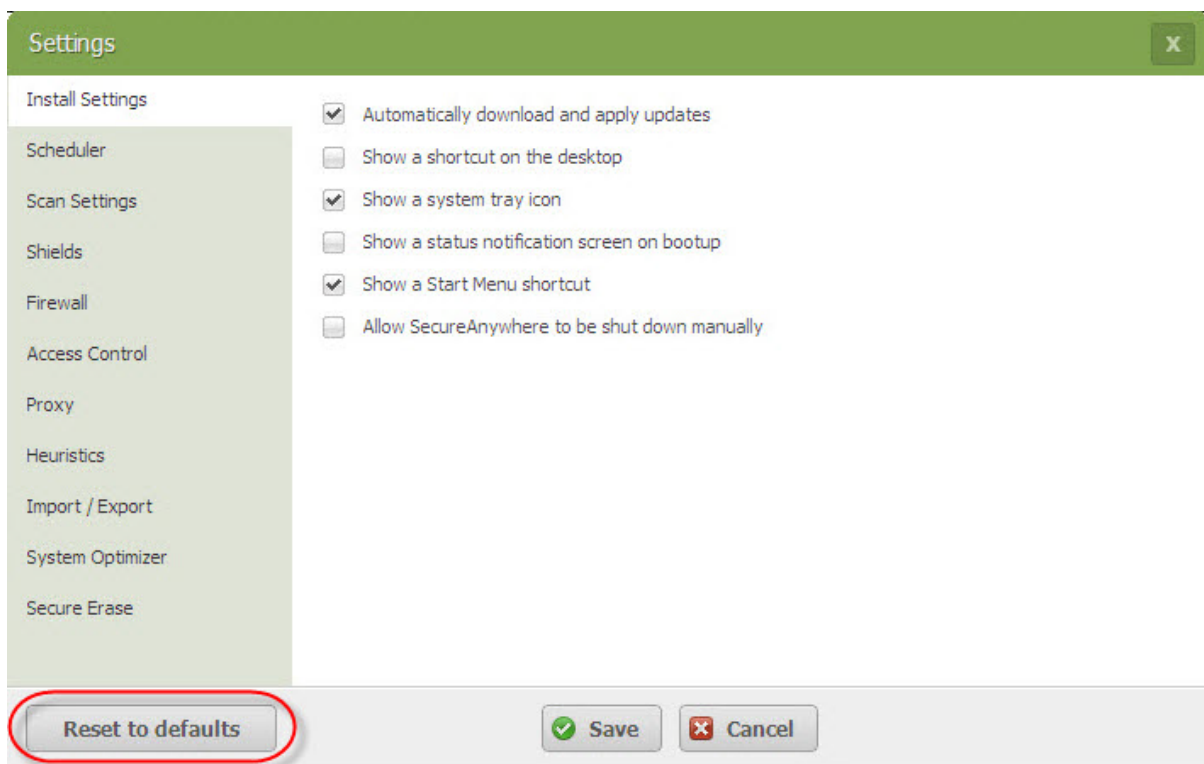 Settings
x
Install Settings
Scheduler
Scan Settings
Shields
Firewall
Access Control
Proxy
Heuristics
Import / Export
System Optimizer
Secure Erase
Automatically download and apply updates
Show a shortcut on the desktop
Show a system tray icon
Show a status notification screen on bootup
Show a Start Menu shortcut
Allow SecureAnywhere to be shut down manually
Reset to defaults
Save
Cancel